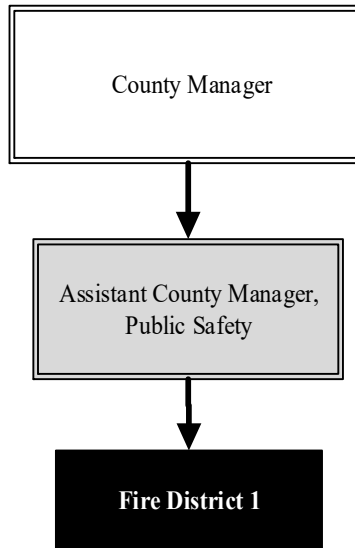 County Manager
Assistant County Manager,
Public Safety
Fire District 1